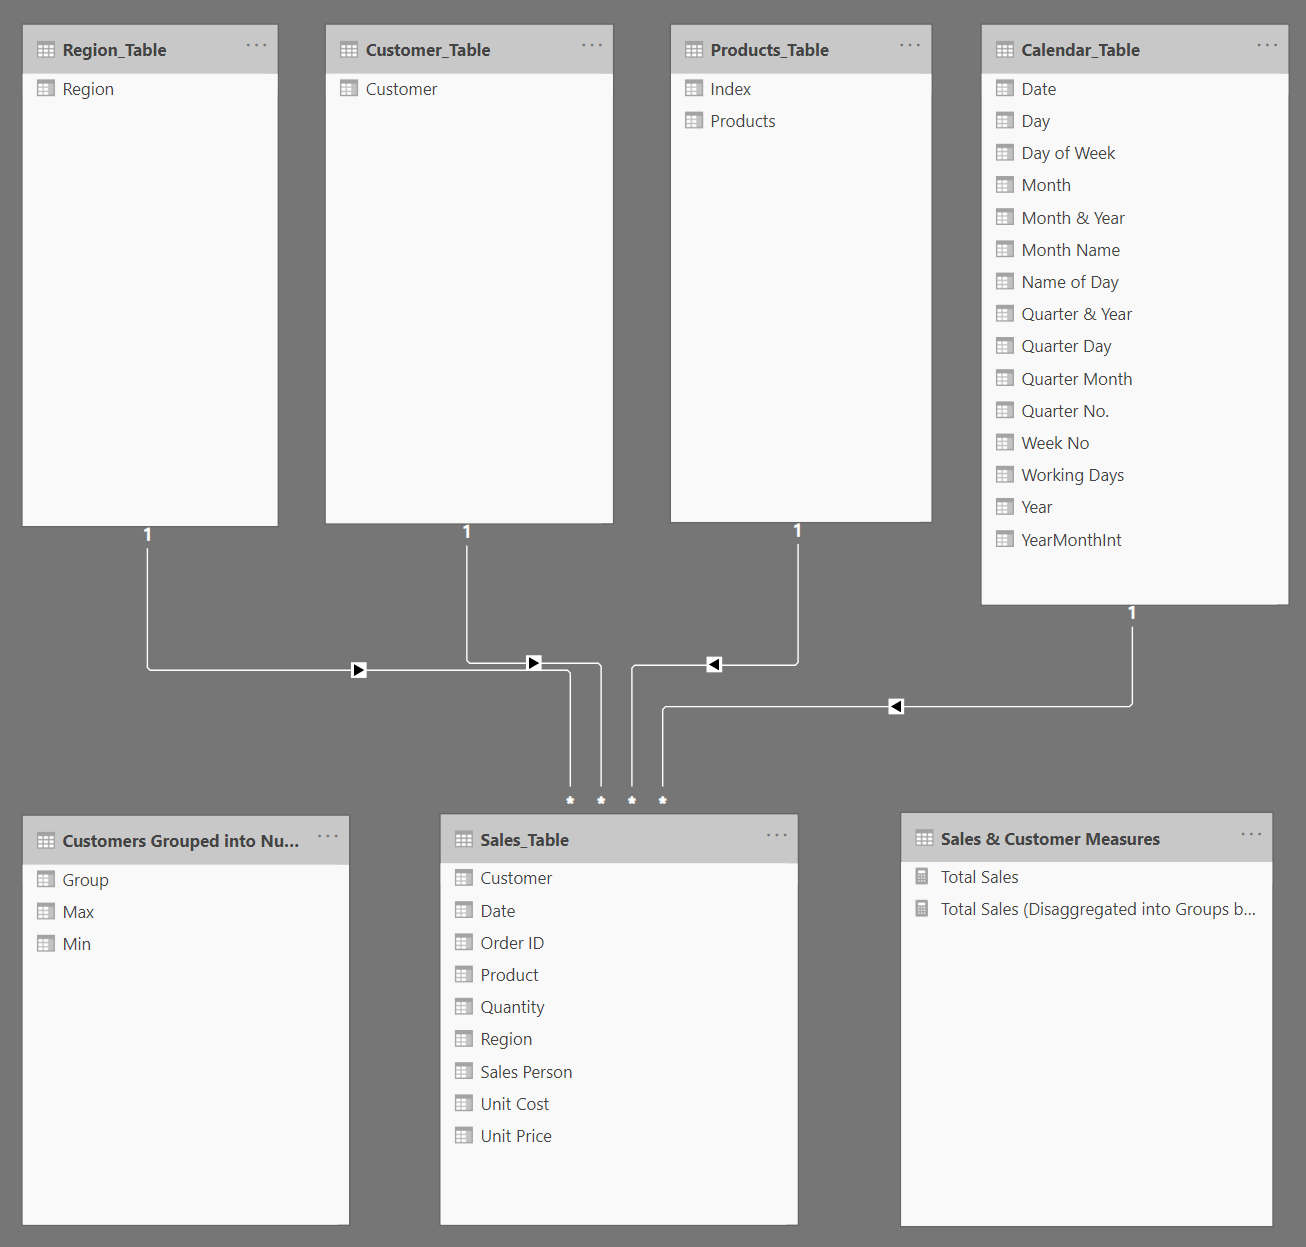 Region_Table
Region
Customer_Table
Customer
Products_Table
Index
Products
Calendar_Table
Date
Day
Day of Week
Month
Month & Year
Month Name
Name of Day
Quarter & Year
Quarter Day
Quarter Month
Quarter No.
Week No
Working Days
Year
YearMonthInt
1
1
1
1
*
*
*
*
Customers Grouped into Nu...
Group
Max
Min
Sales_Table
Customer
Date
Order ID
Product
Quantity
Region
Sales Person
Unit Cost
Unit Price
Sales & Customer Measures
Total Sales
Total Sales (Disaggregated into Groups b...